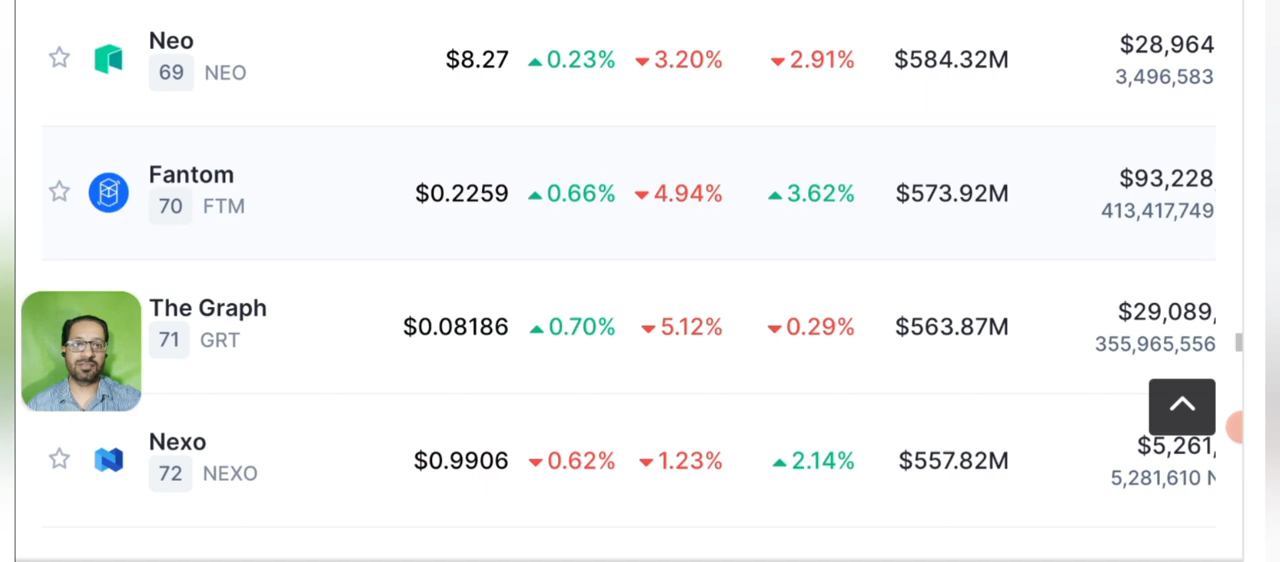 Neo
69 NEO
$8.27 ▲0.23% ▼3.20% ▼2.91% $584.32M
$28,964
3,496,583
Fantom
70 FTM
$0.2259 ▲0.66% ▼4.94% ▲3.62% $573.92M
$93,228
413,417,749
The Graph
71 GRT
$0.08186 ▲0.70% ▼5.12% ▼0.29% $563.87M
$29,089,
355,965,556
Nexo
72 NEXO
$0.9906 ▼0.62% ▼1.23% ▲2.14% $557.82M
$5,261,
5,281,610 N